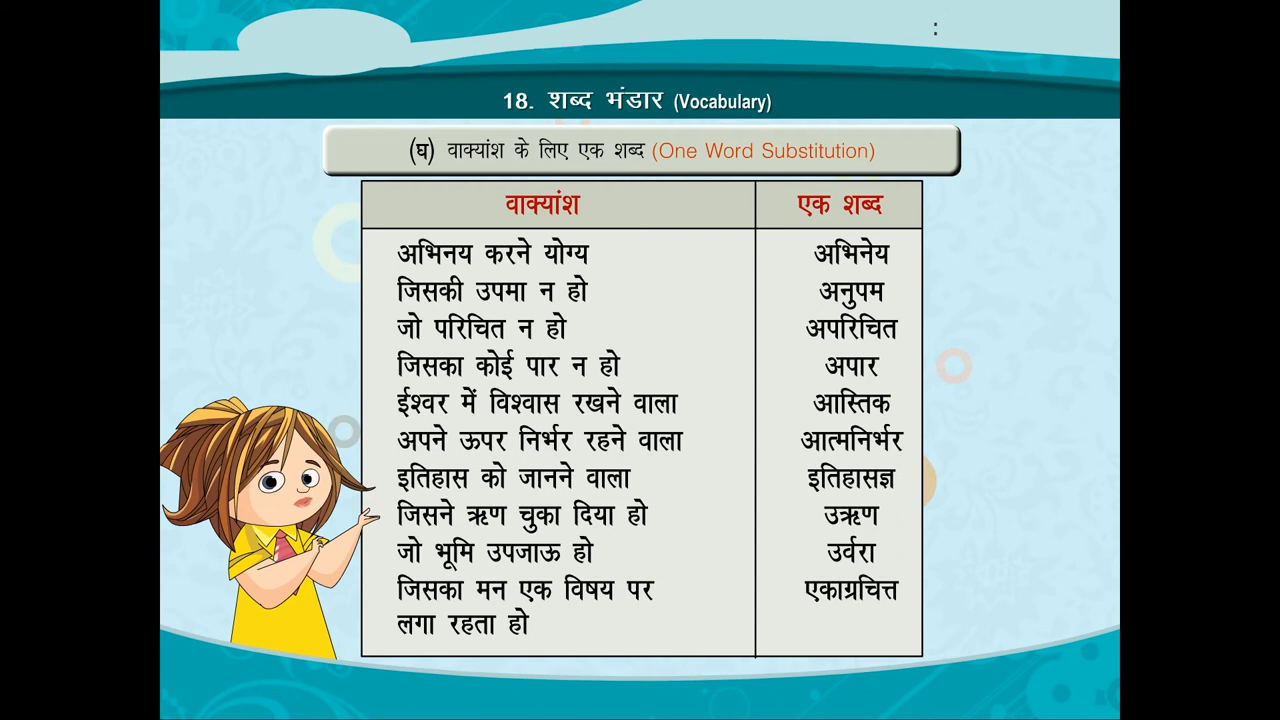 :
18. शब्द भंडार (Vocabulary)
(घ) वाक्यांश के लिए एक शब्द (One Word Substitution)
वाक्यांश एक शब्द
अभिनय करने योग्य अभिनेय
जिसकी उपमा न हो अनुपम
जो परिचित न हो अपरिचित
जिसका कोई पार न हो अपार
ईश्वर में विश्वास रखने वाला आस्तिक
अपने ऊपर निर्भर रहने वाला आत्मनिर्भर
इतिहास को जानने वाला इतिहासज्ञ
जिसने ऋण चुका दिया हो उऋण
जो भूमि उपजाऊ हो उर्वरा
जिसका मन एक विषय पर एकाग्रचित्त
लगा रहता हो